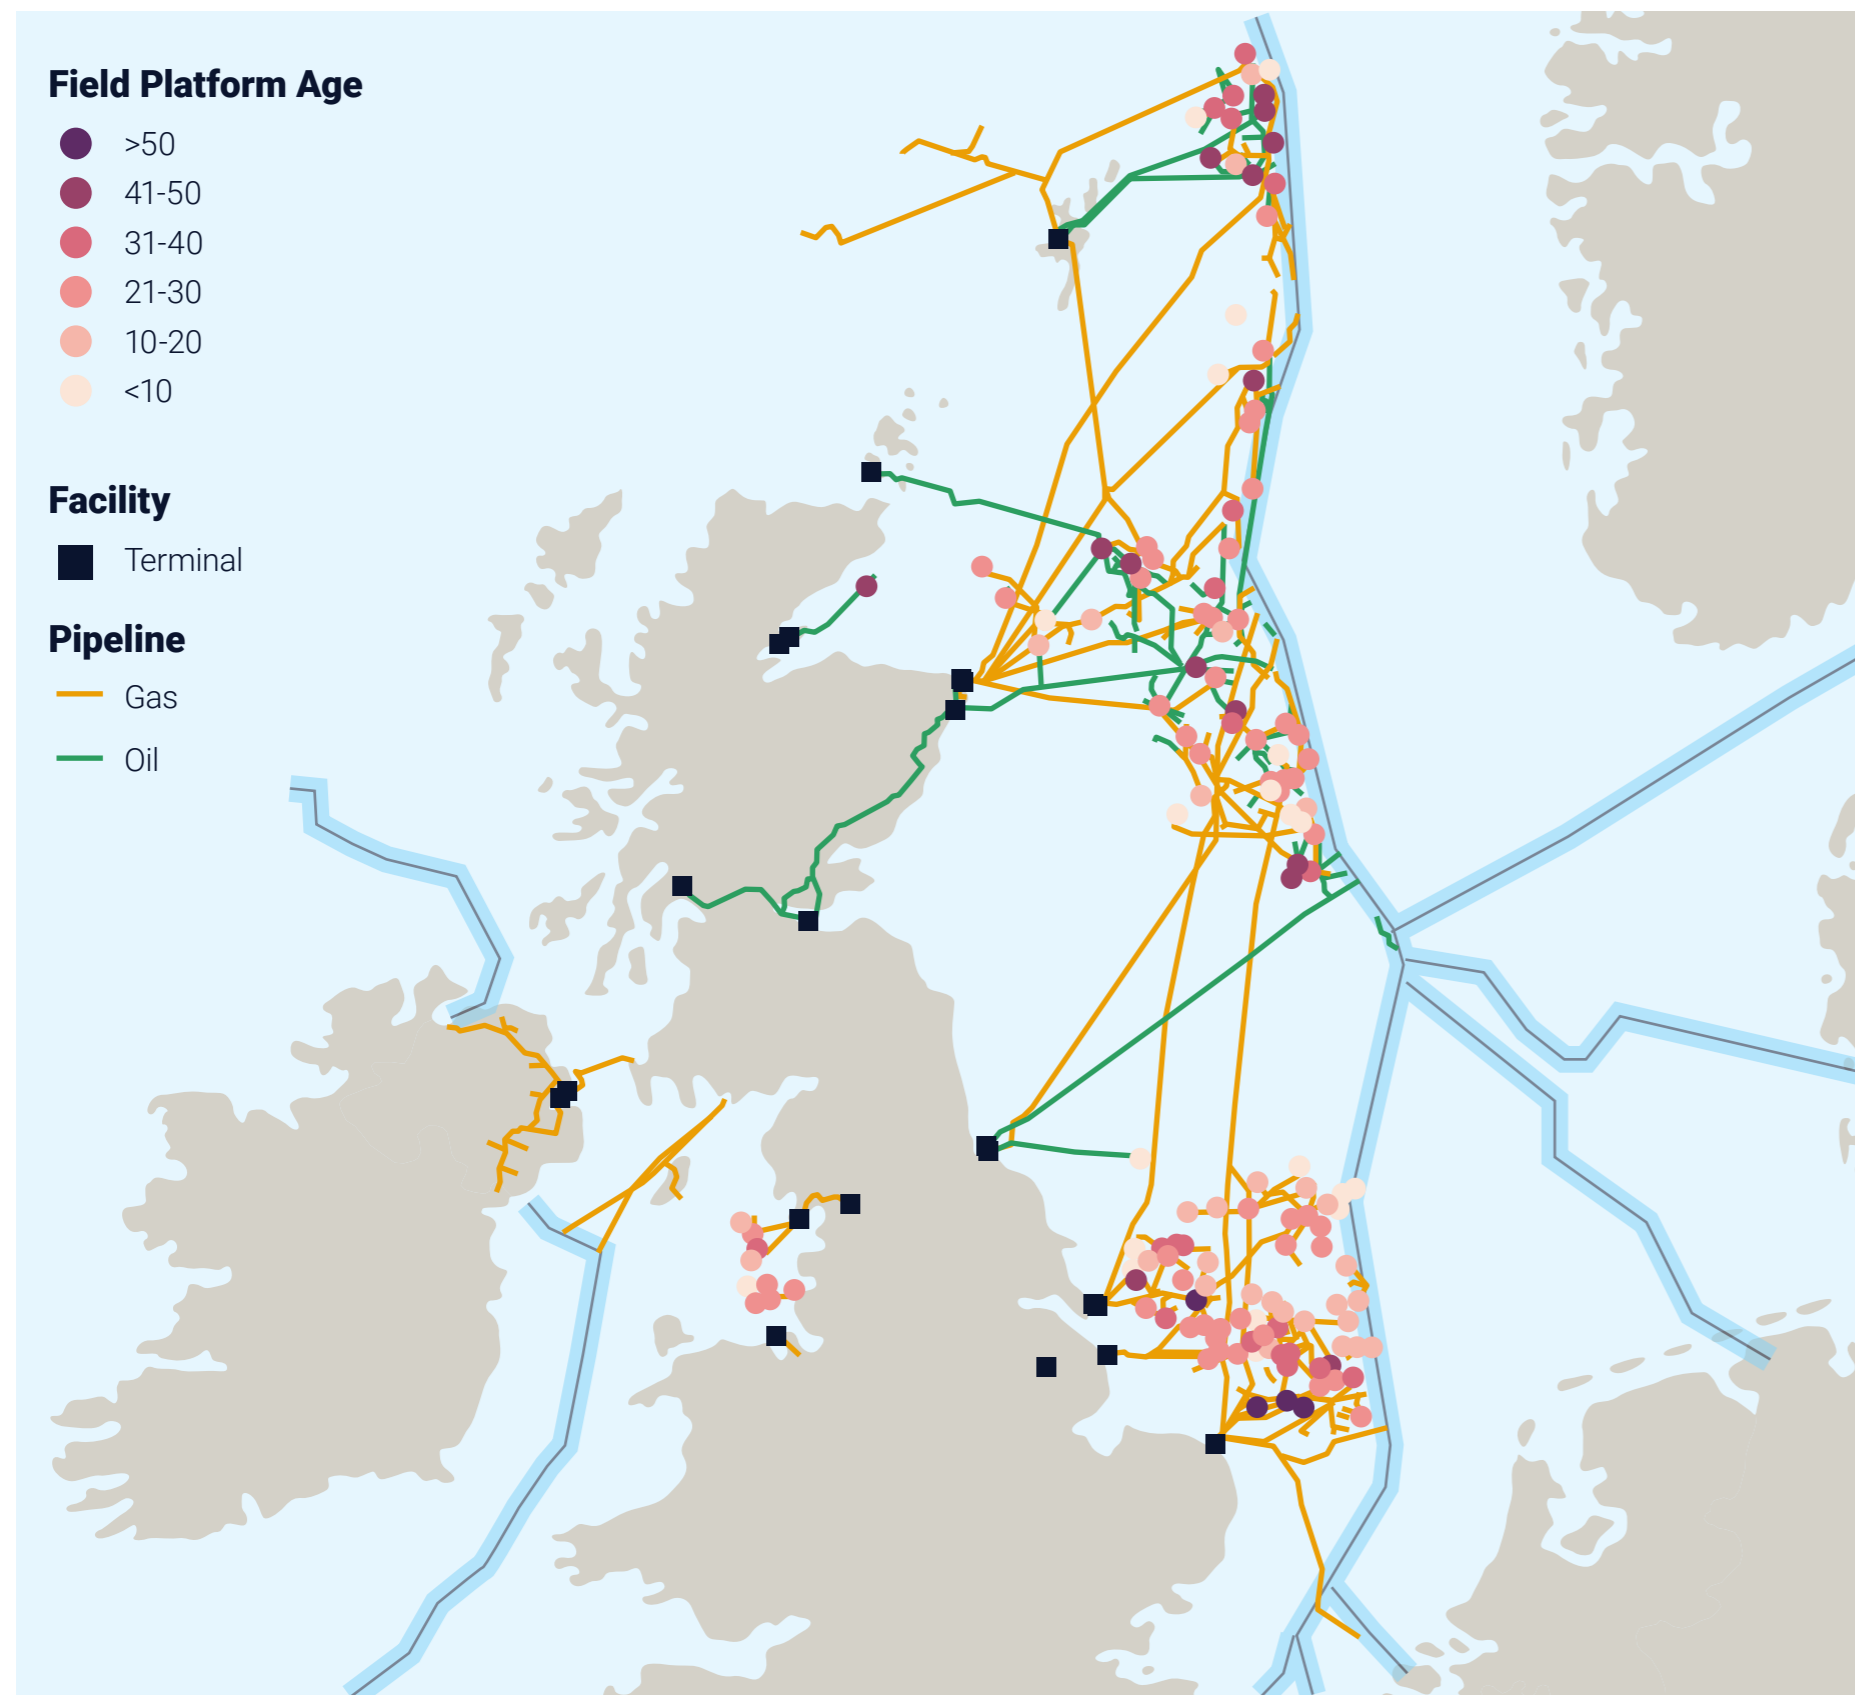 Field Platform Age
>50
41-50
31-40
21-30
10-20
<10
Facility
Terminal
Pipeline
Gas
Oil